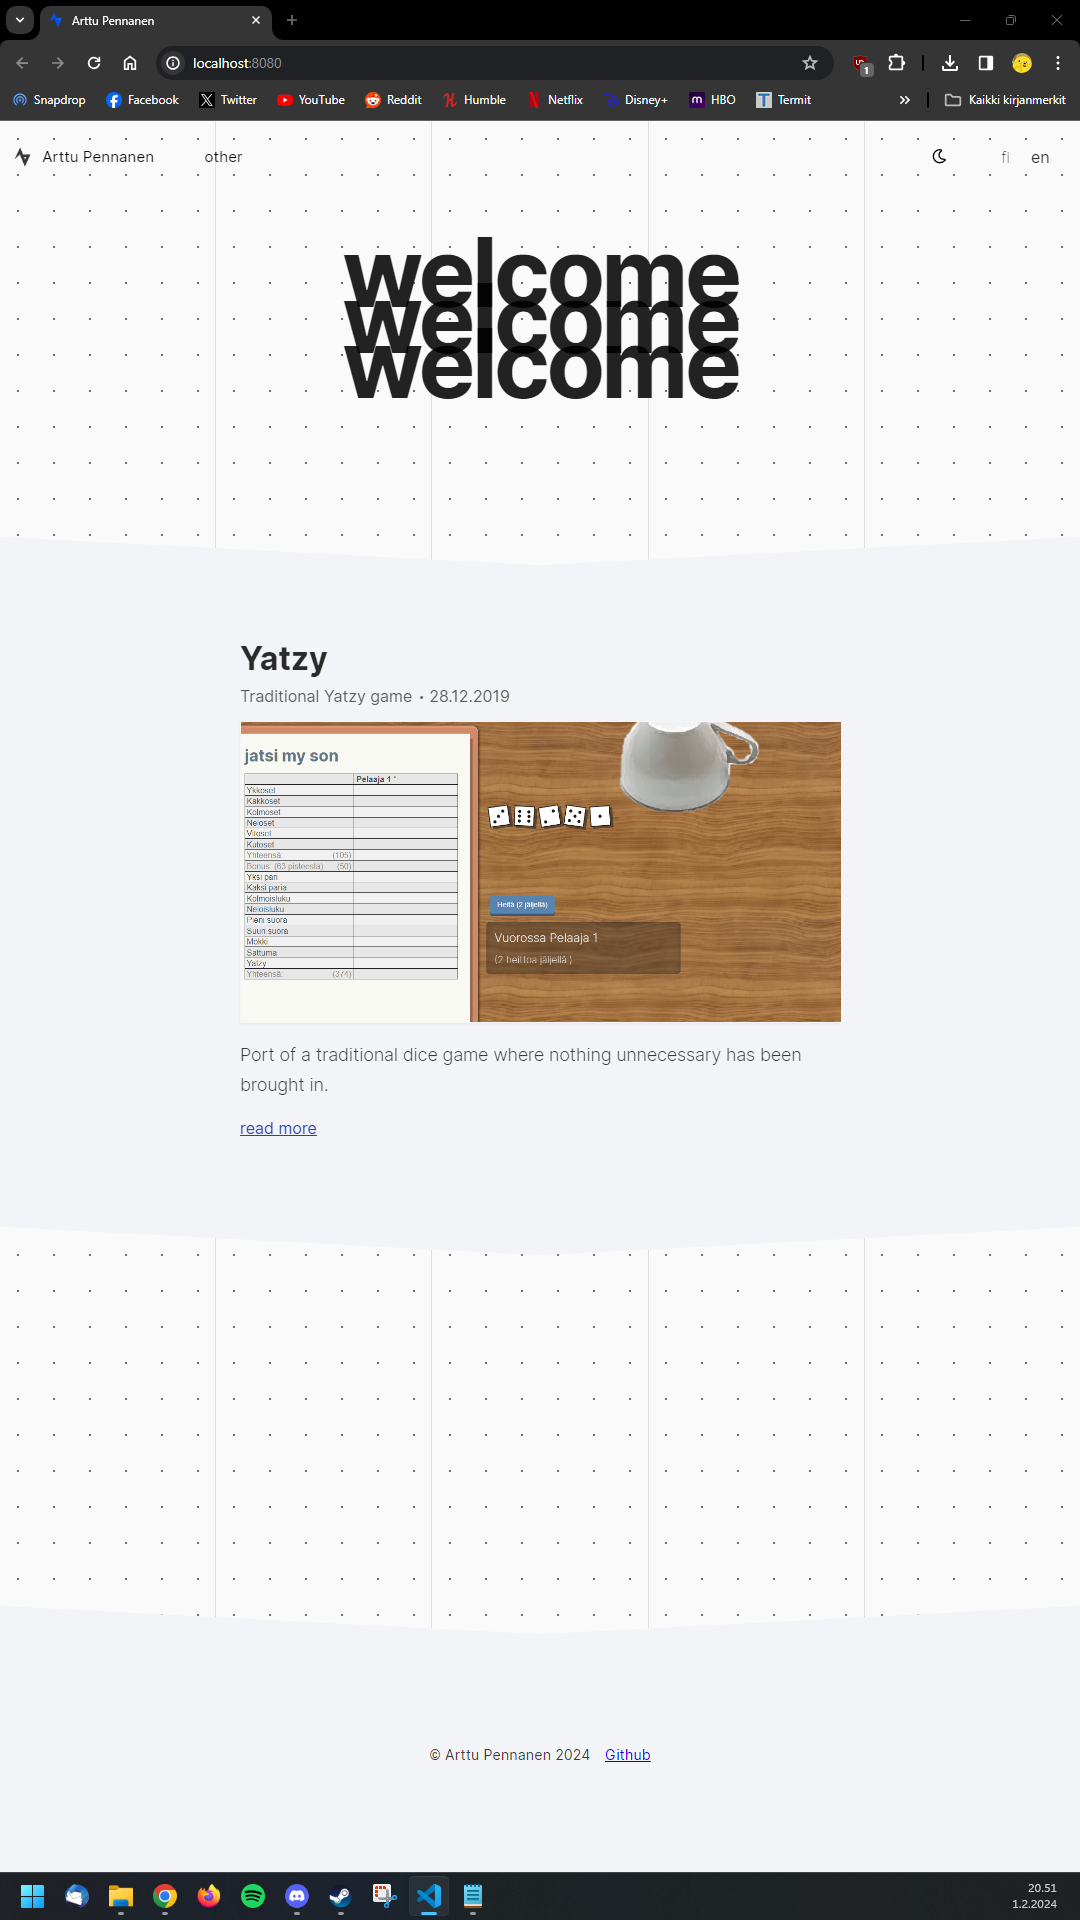 Arttu Pennanen
localhost:8080
1
Snapdrop
Facebook
Twitter
YouTube
Reddit
Humble
Netflix
Disney+
HBO
Termit
Kaikki kirjanmerkit
Arttu Pennanen
other
fi
en
welcome
welcome
welcome
Yatzy
Traditional Yatzy game • 28.12.2019
jatsi my son
Pelaaja 1 *
Ykkoset
Kakkoset
Kolmoset
Neloset
Vitoset
Kutoset
Yhteensä: (105)
Bonus: (63 pisteestä) (50)
Yksi pari
Kaksi paria
Kolmoisluku
Neloisluku
Pieni suora
Suuri suora
Mökki
Sattuma
Yatzy
Yhteensä: (374)
Heitä (2 jäljellä)
Vuorossa Pelaaja 1
(2 heittoa jäljellä.)
Port of a traditional dice game where nothing unnecessary has been
brought in.
read more
© Arttu Pennanen 2024 Github
20.51
1.2.2024